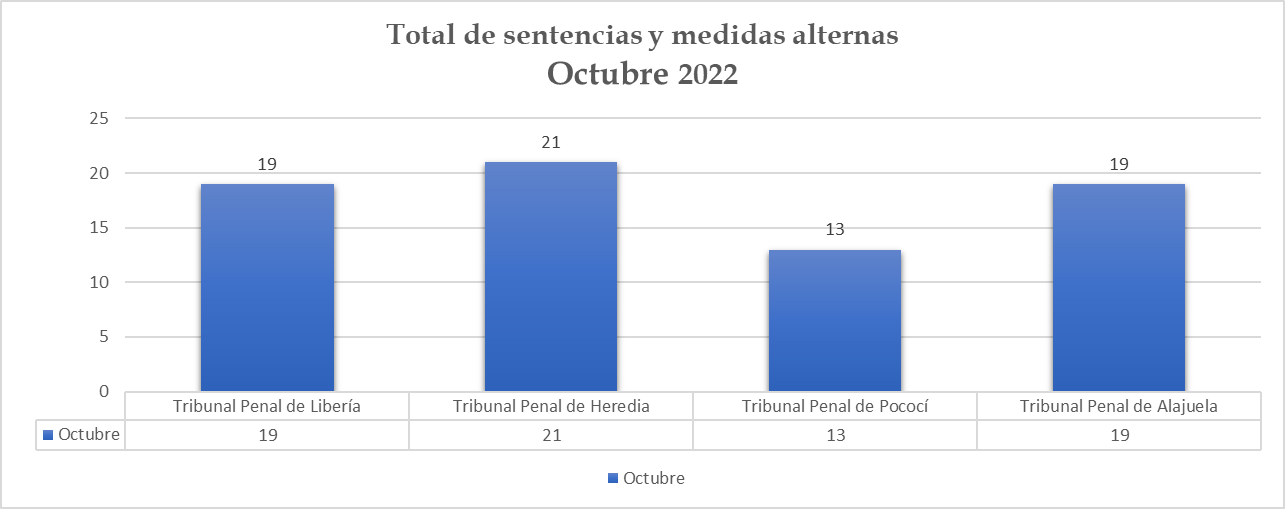 Total de sentencias y medidas alternas
Octubre 2022
25
20
15
10
5
0
19
21
13
19
Tribunal Penal de Libería
Tribunal Penal de Heredia
Tribunal Penal de Pococí
Tribunal Penal de Alajuela
Octubre 19 21 13 19
Octubre